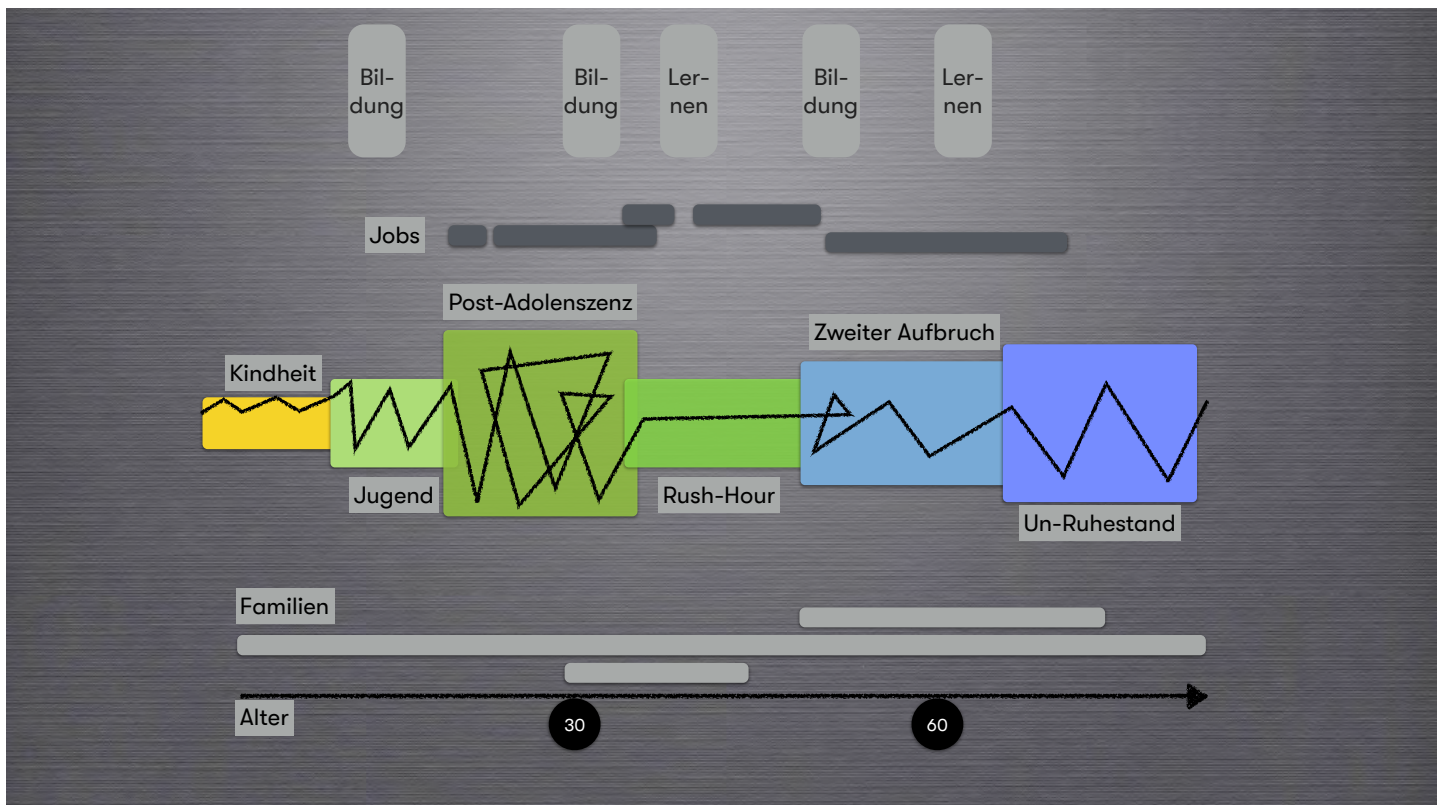 Bil-
dung
Bil-
dung
Ler-
nen
Bil-
dung
Ler-
nen
Jobs
Post-Adolenszenz
Zweiter Aufbruch
Kindheit
Jugend
Rush-Hour
Un-Ruhestand
Familien
Alter
30
60